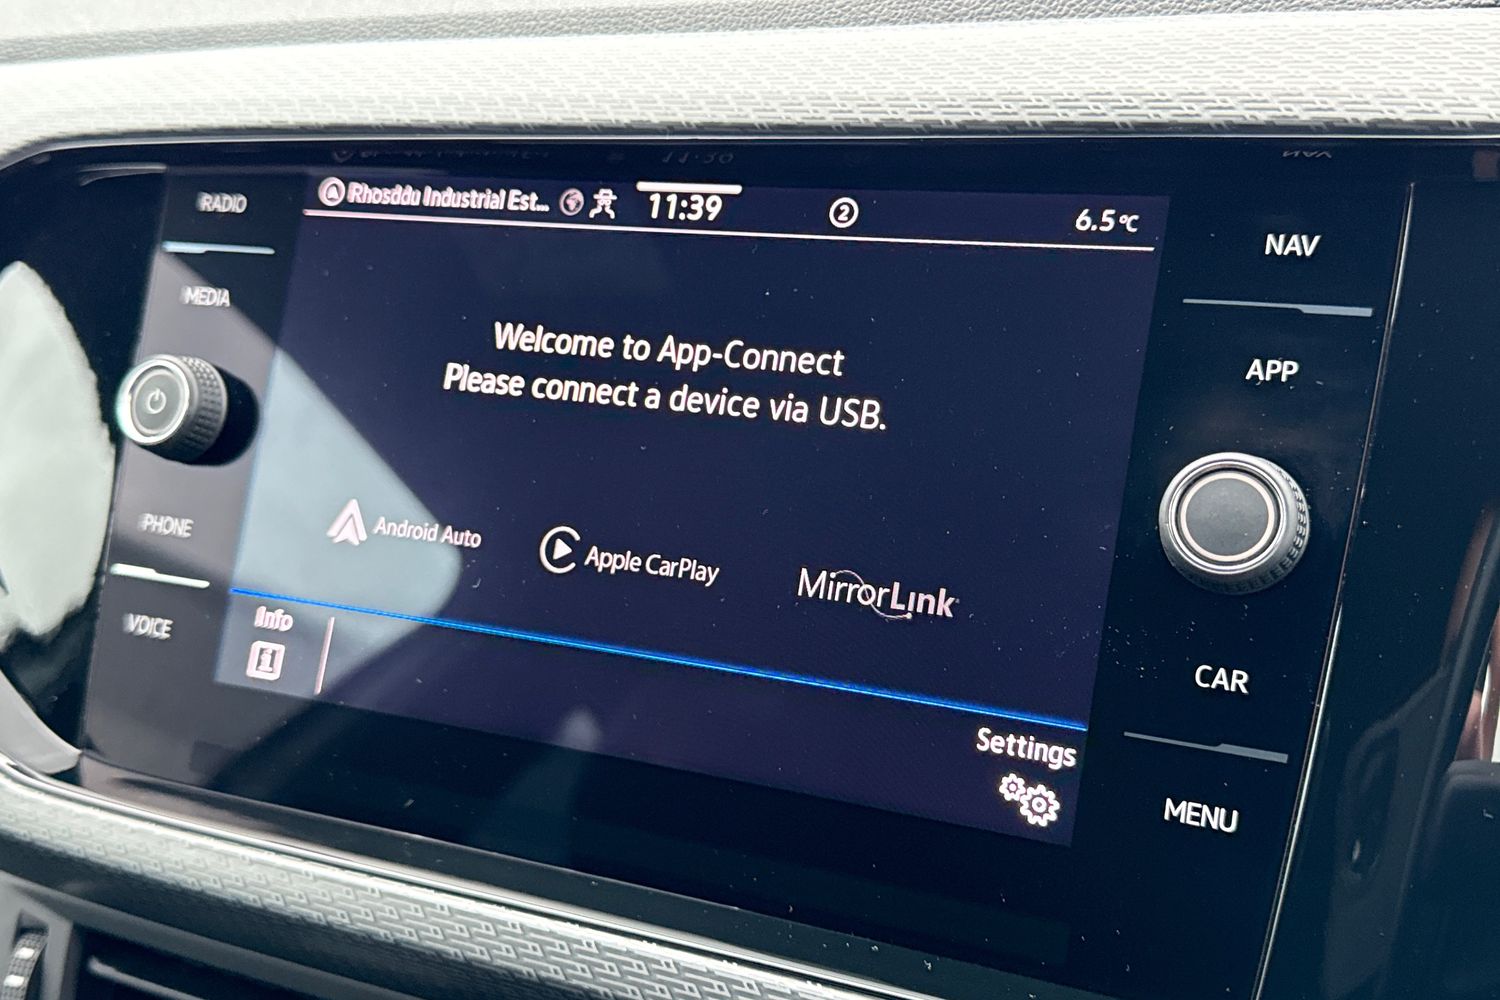 RADIO
MEDIA
PHONE
VOICE
Rhosddu Industrial Est...
11:39
2
6.5°C
Welcome to App-Connect
Please connect a device via USB.
Android Auto
Apple CarPlay
MirrorLink
Info
i
Settings
NAV
APP
CAR
MENU